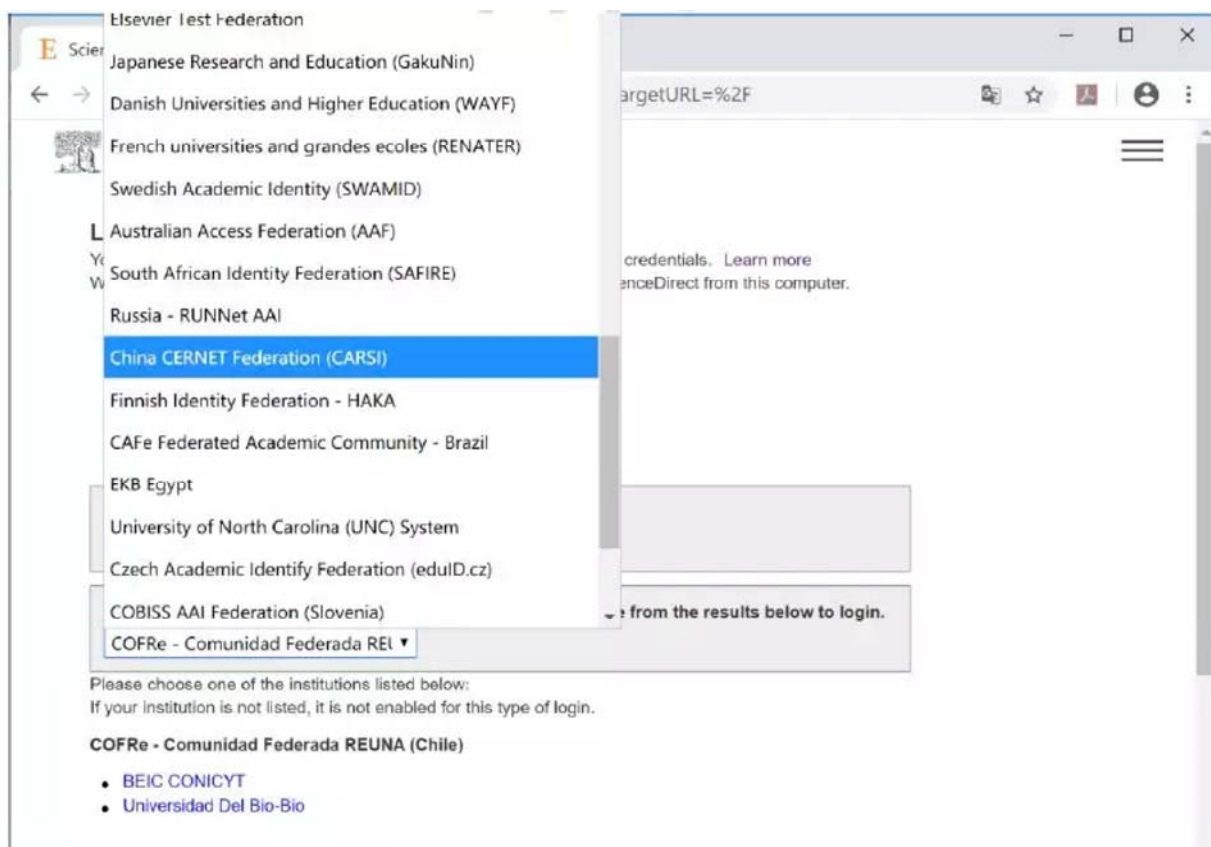 Elsevier Test Federation
E Scien
Japanese Research and Education (GakuNin)
Danish Universities and Higher Education (WAYF)
argetURL=%2F
French universities and grandes ecoles (RENATER)
Swedish Academic Identity (SWAMID)
Australian Access Federation (AAF)
credentials. Learn more
South African Identity Federation (SAFIRE)
enceDirect from this computer.
Russia - RUNNet AAI
China CERNET Federation (CARSI)
Finnish Identity Federation - HAKA
CAFe Federated Academic Community - Brazil
EKB Egypt
University of North Carolina (UNC) System
Czech Academic Identify Federation (eduID.cz)
COBISS AAI Federation (Slovenia)
e from the results below to login.
COFRe - Comunidad Federada REU
Please choose one of the institutions listed below:
If your institution is not listed, it is not enabled for this type of login.
COFRe - Comunidad Federada REUNA (Chile)
BEIC CONICYT
Universidad Del Bio-Bio